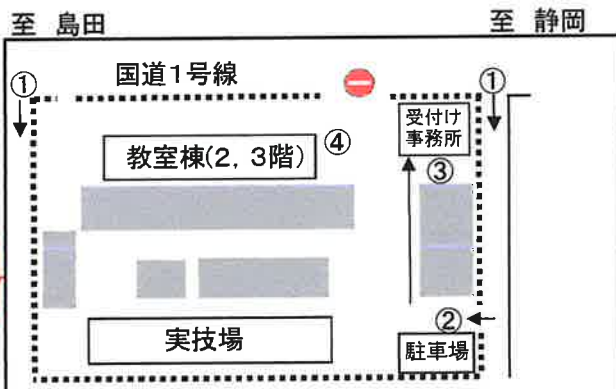 至 島田
至 静岡
国道1号線
①
①
受付け
事務所
教室棟(2，3階)
④
③
②
実技場
駐車場